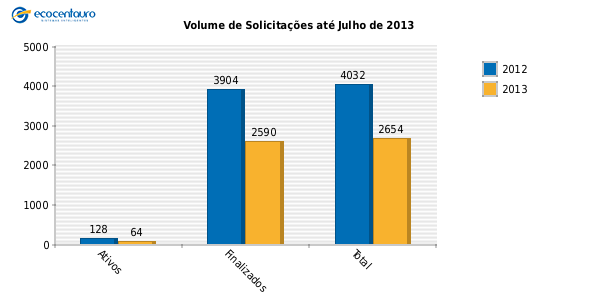 ecocentauro
Volume de Solicitações até Julho de 2013
5000
4000
3000
2000
1000
0
128
64
3904
2590
4032
2654
Ativos
Finalizados
Total
2012
2013